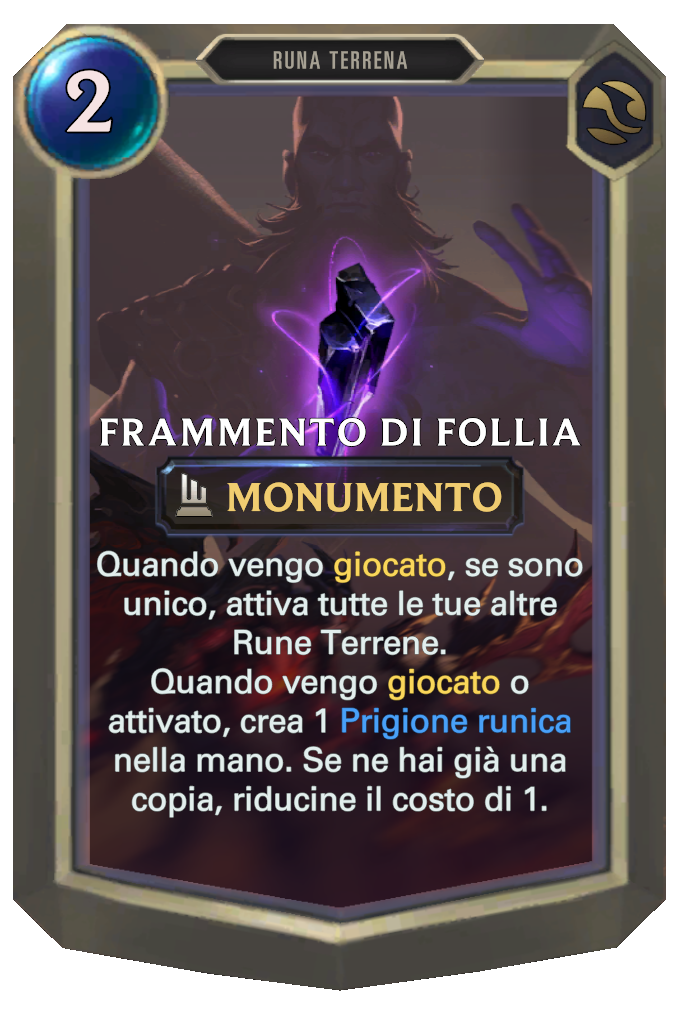 RUNA TERRENA
2
FRAMMENTO DI FOLLIA
MONUMENTO
Quando vengo giocato, se sono
unico, attiva tutte le tue altre
Rune Terrene.
Quando vengo giocato o
attivato, crea 1 Prigione runica
nella mano. Se ne hai già una
copia, riducine il costo di 1.